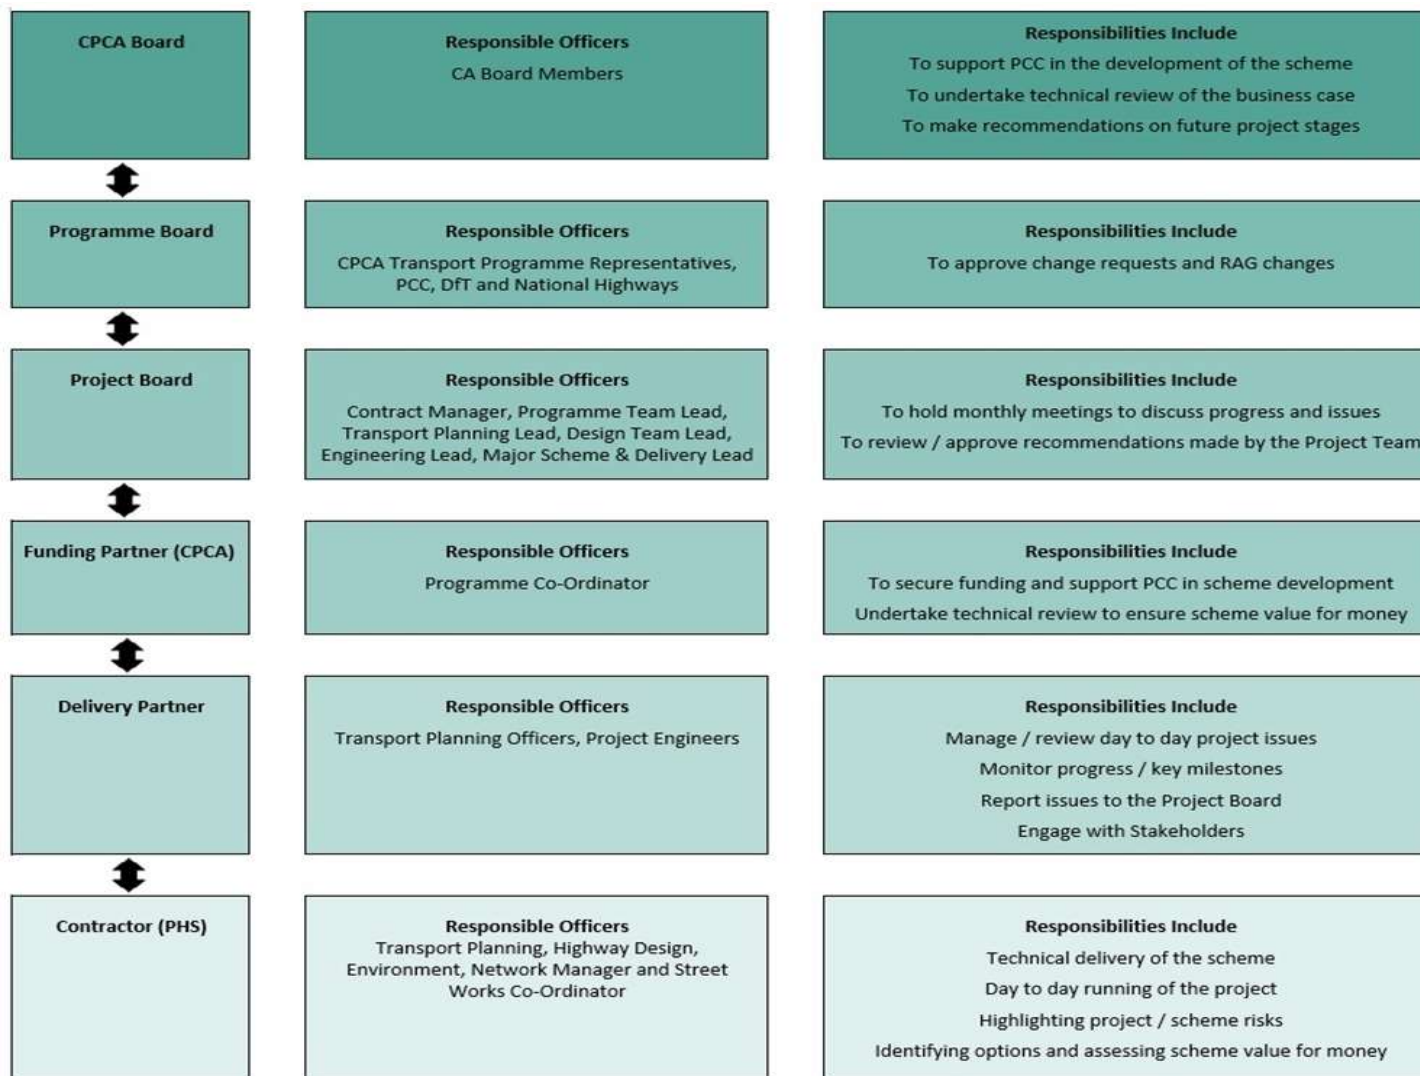 CPCA Board
Responsible Officers
CA Board Members
Responsibilities Include
To support PCC in the development of the scheme
To undertake technical review of the business case
To make recommendations on future project stages
Programme Board
Responsible Officers
CPCA Transport Programme Representatives,
PCC, DfT and National Highways
Responsibilities Include
To approve change requests and RAG changes
Project Board
Responsible Officers
Contract Manager, Programme Team Lead,
Transport Planning Lead, Design Team Lead,
Engineering Lead, Major Scheme & Delivery Lead
Responsibilities Include
To hold monthly meetings to discuss progress and issues
To review / approve recommendations made by the Project Team
Funding Partner (CPCA)
Responsible Officers
Programme Co-Ordinator
Responsibilities Include
To secure funding and support PCC in scheme development
Undertake technical review to ensure scheme value for money
Delivery Partner
Responsible Officers
Transport Planning Officers, Project Engineers
Responsibilities Include
Manage / review day to day project issues
Monitor progress / key milestones
Report issues to the Project Board
Engage with Stakeholders
Contractor (PHS)
Responsible Officers
Transport Planning, Highway Design,
Environment, Network Manager and Street
Works Co-Ordinator
Responsibilities Include
Technical delivery of the scheme
Day to day running of the project
Highlighting project / scheme risks
Identifying options and assessing scheme value for money